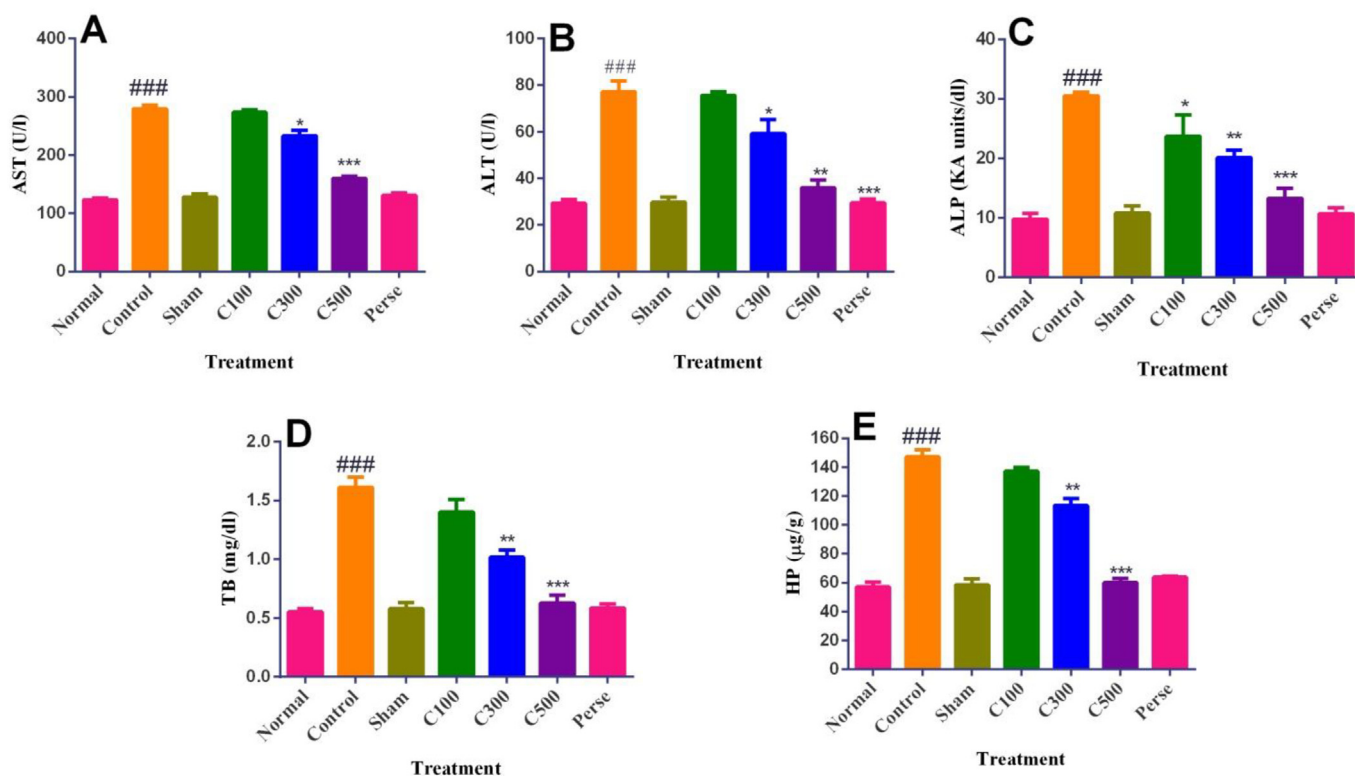 A
AST (U/l)
400
300
200
100
0
###
*
***
Normal
Control
Sham
C100
C300
C500
Perse
Treatment
B
ALT (U/l)
100
80
60
40
20
0
###
*
**
***
Normal
Control
Sham
C100
C300
C500
Perse
Treatment
C
ALP (KA units/dl)
40
30
20
10
0
###
*
**
***
Normal
Control
Sham
C100
C300
C500
Perse
Treatment
D
TB (mg/dl)
2.0
1.5
1.0
0.5
0.0
###
**
***
Normal
Control
Sham
C100
C300
C500
Perse
Treatment
E
HP (µg/g)
160
140
120
100
80
60
40
20
0
###
**
***
Normal
Control
Sham
C100
C300
C500
Perse
Treatment